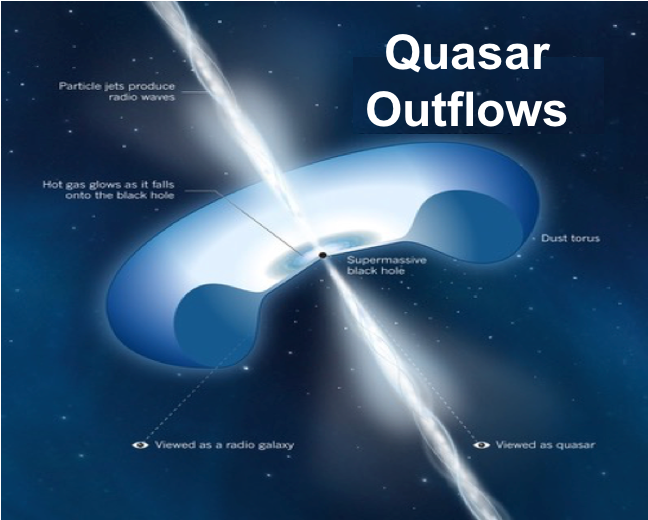 Quasar
Outflows
Particle jets produce
radio waves
Hot gas glows as it falls
onto the black hole
Dust torus
Supermassive
black hole
Viewed as a radio galaxy
Viewed as quasar